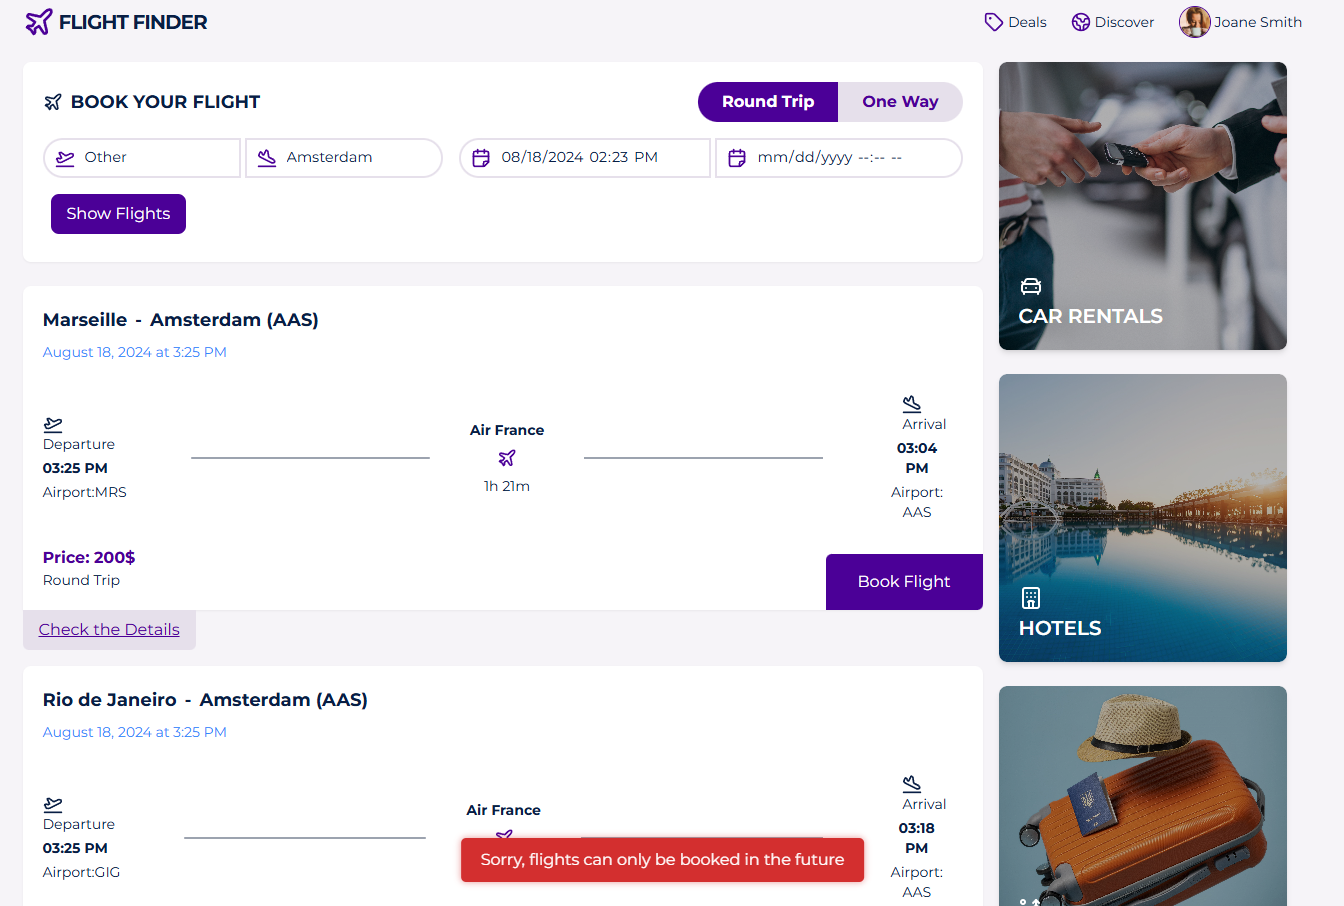 FLIGHT FINDER
Deals
Discover
Joane Smith
BOOK YOUR FLIGHT
Round Trip
One Way
Other
Amsterdam
08/18/2024 02:23 PM
mm/dd/yyyy --:-- --
Show Flights
Marseille - Amsterdam (AAS)
August 18, 2024 at 3:25 PM
Departure
03:25 PM
Airport:MRS
Air France
1h 21m
Arrival
03:04
PM
Airport:
AAS
Price: 200$
Round Trip
Book Flight
Check the Details
Rio de Janeiro - Amsterdam (AAS)
August 18, 2024 at 3:25 PM
Departure
03:25 PM
Airport:GIG
Air France
Arrival
03:18
PM
Airport:
AAS
Sorry, flights can only be booked in the future
CAR RENTALS
HOTELS